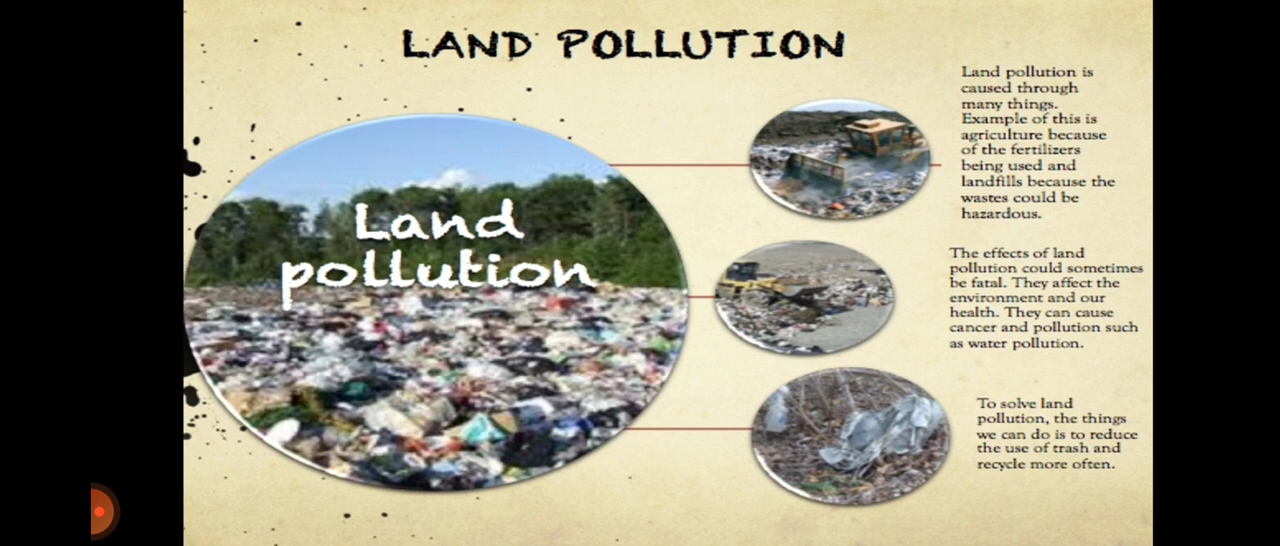 LAND POLLUTION
Land
pollution
Land pollution is
caused through
many things.
Example of this is
agriculture because
of the fertilizers
being used and
landfills because the
wastes could be
hazardous.
The effects of land
pollution could sometimes
be fatal. They affect the
environment and our
health. They can cause
cancer and pollution such
as water pollution.
To solve land
pollution, the things
we can do is to reduce
the use of trash and
recycle more often.